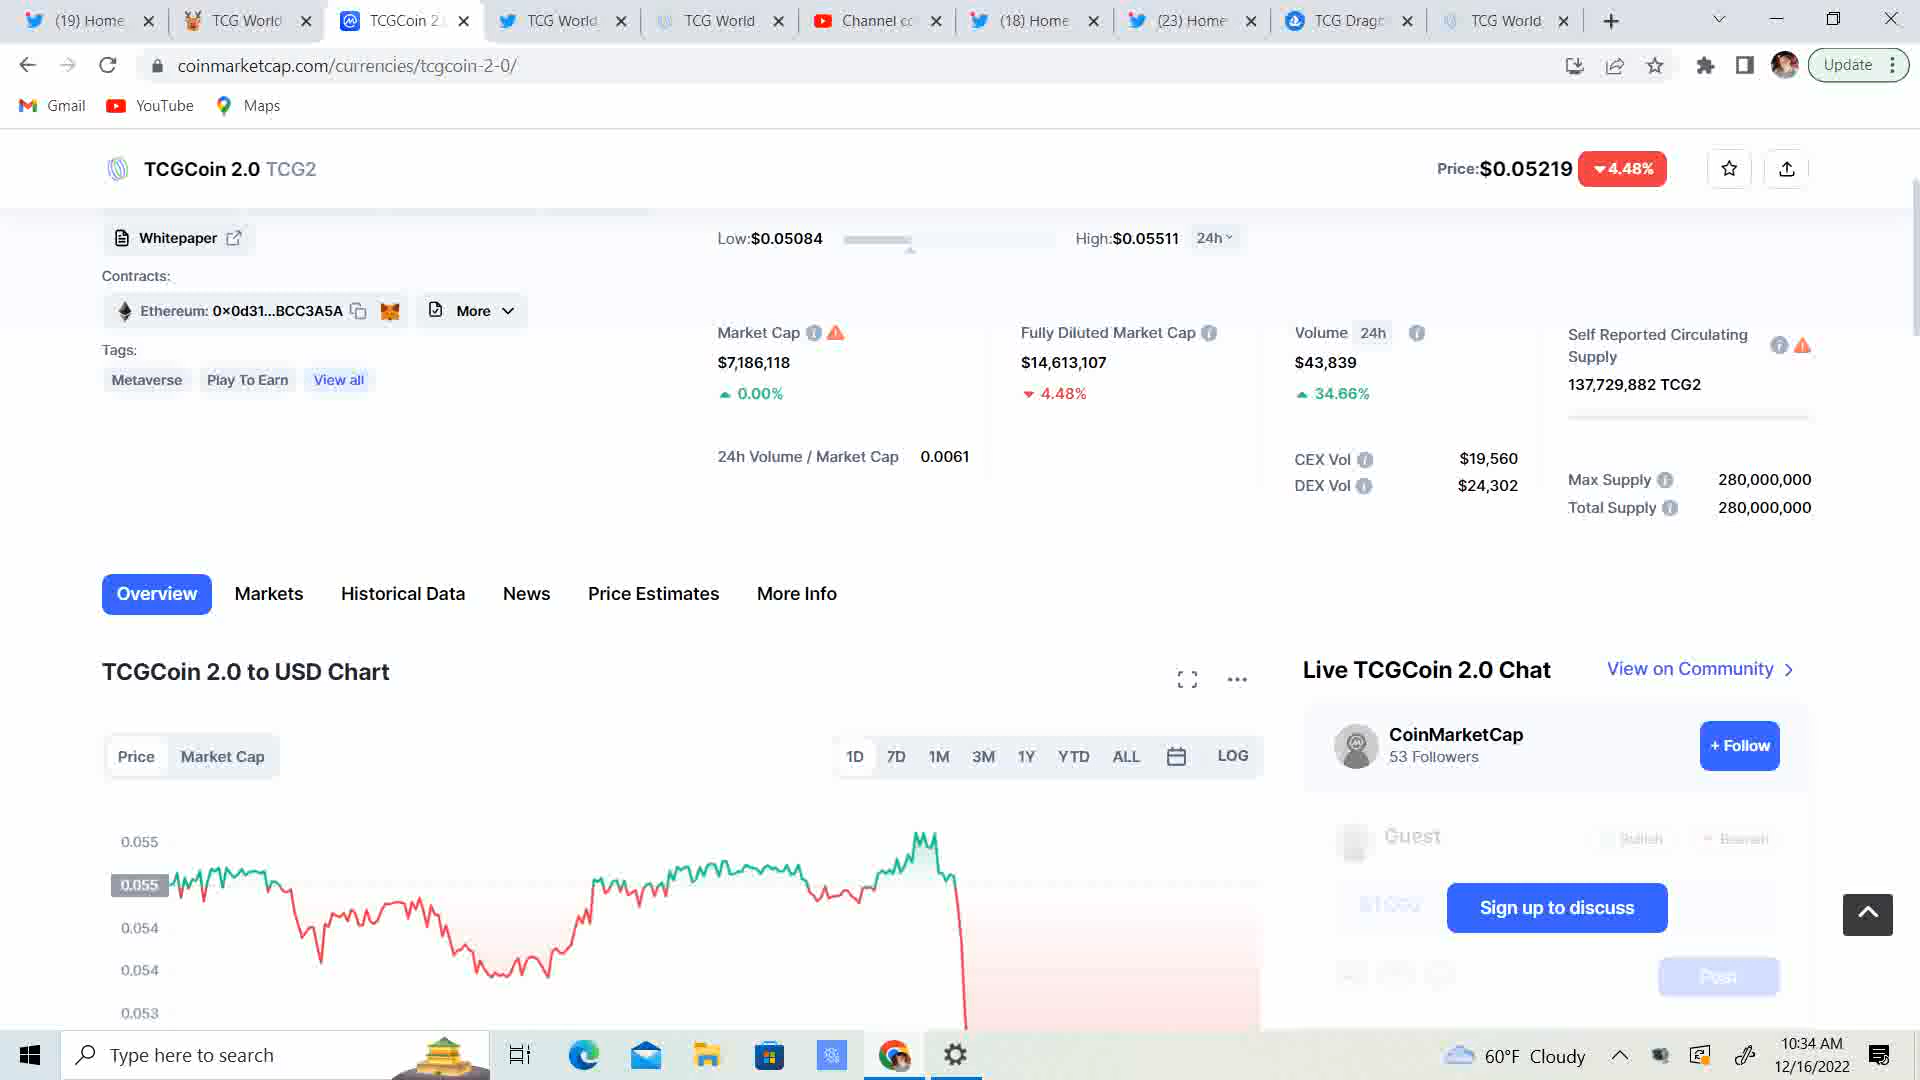 (19) Home
TCG World
TCGCoin 2.
TCG World
TCG World
Channel co
(18) Home
(23) Home
TCG Drago
TCG World
coinmarketcap.com/currencies/tcgcoin-2-0/
Update
Gmail
YouTube
Maps
TCGCoin 2.0 TCG2
Price:$0.05219
4.48%
Whitepaper
Low:$0.05084
High:$0.05511
24h
Contracts:
Ethereum: 0x0d31...BCC3A5A
More
Tags:
Metaverse
Play To Earn
View all
Market Cap
$7,186,118
0.00%
24h Volume / Market Cap 0.0061
Fully Diluted Market Cap
$14,613,107
4.48%
Volume 24h
$43,839
34.66%
CEX Vol $19,560
DEX Vol $24,302
Self Reported Circulating
Supply
137,729,882 TCG2
Max Supply 280,000,000
Total Supply 280,000,000
Overview
Markets
Historical Data
News
Price Estimates
More Info
TCGCoin 2.0 to USD Chart
Price
Market Cap
1D 7D 1M 3M 1Y YTD ALL LOG
0.055
0.055
0.054
0.054
0.053
Live TCGCoin 2.0 Chat
View on Community
CoinMarketCap
53 Followers
+ Follow
Guest
Bullish
Bearish
Sign up to discuss
Post
Type here to search
60°F Cloudy
10:34 AM
12/16/2022